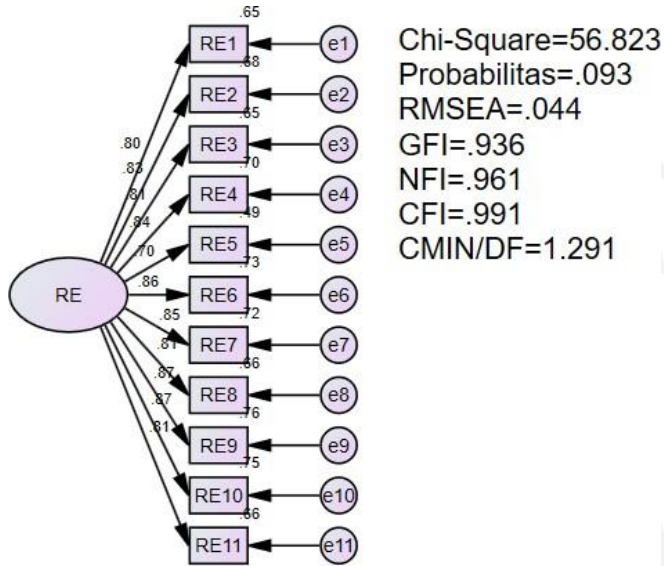 .65
RE1 e1
.68
RE2 e2
.65
RE3 e3
.70
RE4 e4
.49
RE5 e5
.73
RE6 e6
.72
RE7 e7
.66
RE8 e8
.76
RE9 e9
.75
RE10 e10
.66
RE11 e11
.80
.83
.81
.84
.70
.86
.85
.81
.87
.87
.81
RE
Chi-Square=56.823
Probabilitas=.093
RMSEA=.044
GFI=.936
NFI=.961
CFI=.991
CMIN/DF=1.291